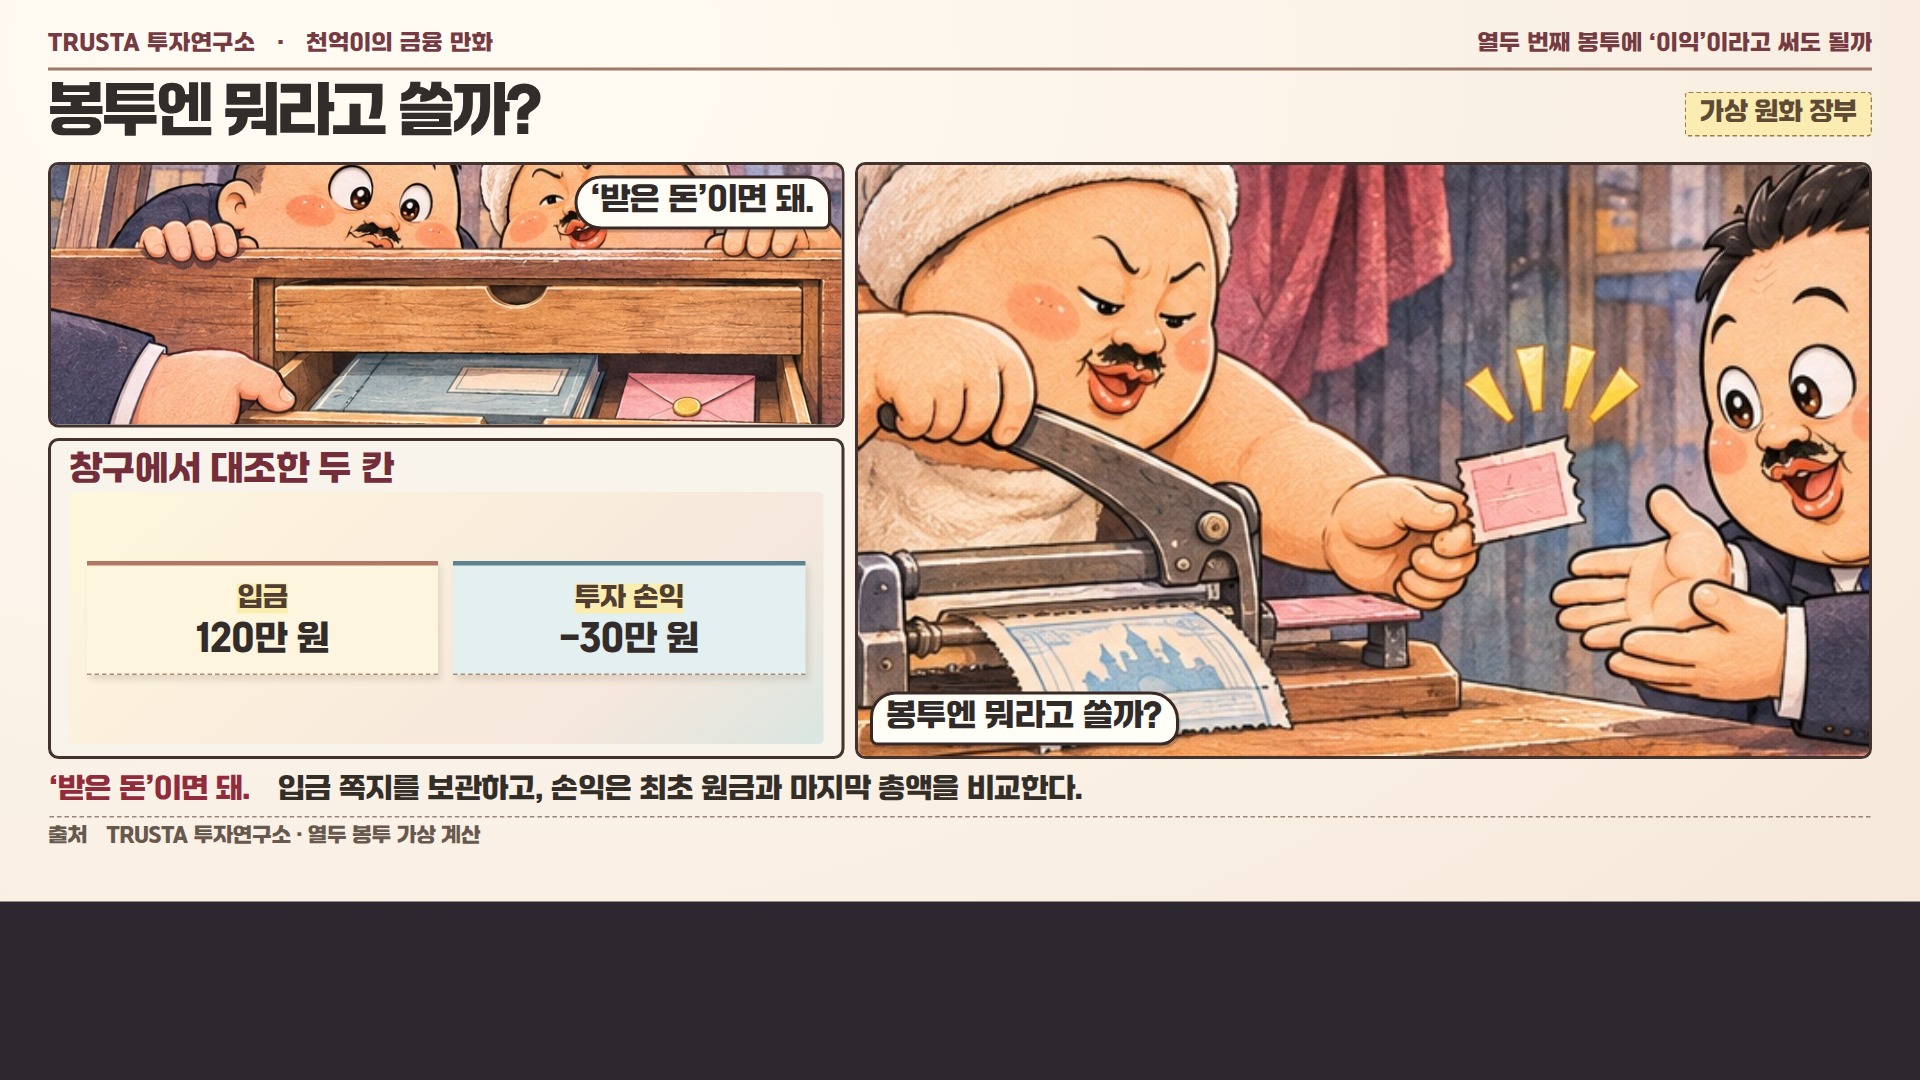 TRUSTA 투자연구소 · 천억이의 금융 만화
열두 번째 봉투에 ‘이익’이라고 써도 될까
봉투엔 뭐라고 쓸까?
가상 원화 장부
‘받은 돈’이면 돼.
창구에서 대조한 두 칸
입금
120만 원
투자 손익
−30만 원
봉투엔 뭐라고 쓸까?
‘받은 돈’이면 돼. 입금 쪽지를 보관하고, 손익은 최초 원금과 마지막 총액을 비교한다.
출처 TRUSTA 투자연구소 · 열두 봉투 가상 계산